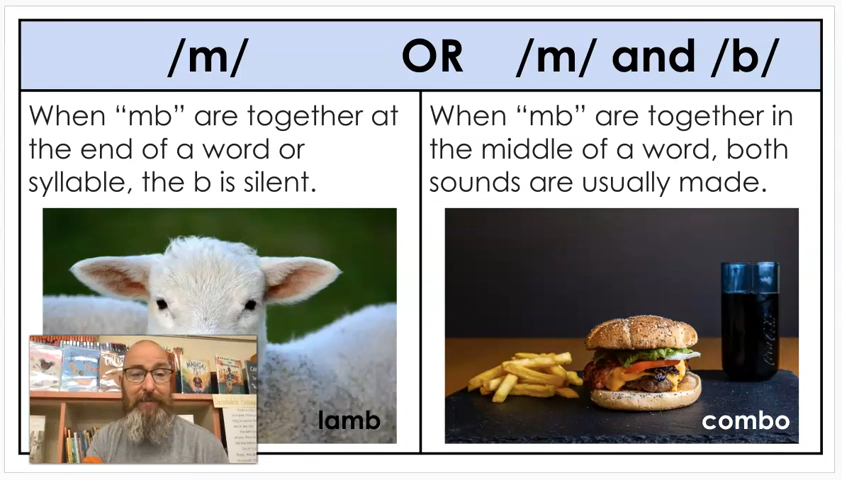 /m/ OR /m/ and /b/
When “mb” are together at
the end of a word or
syllable, the b is silent.
lamb
When “mb” are together in
the middle of a word, both
sounds are usually made.
combo